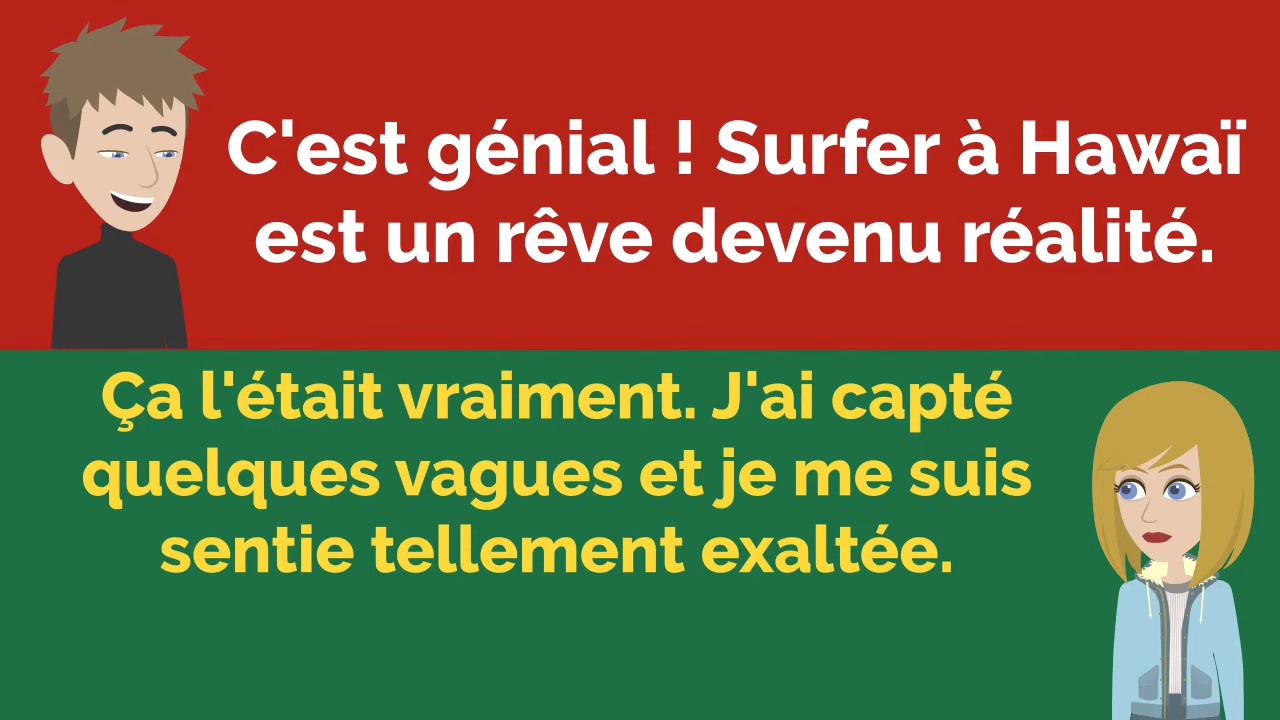 C'est génial ! Surfer à Hawaï
est un rêve devenu réalité.
Ça l'était vraiment. J'ai capté
quelques vagues et je me suis
sentie tellement exaltée.